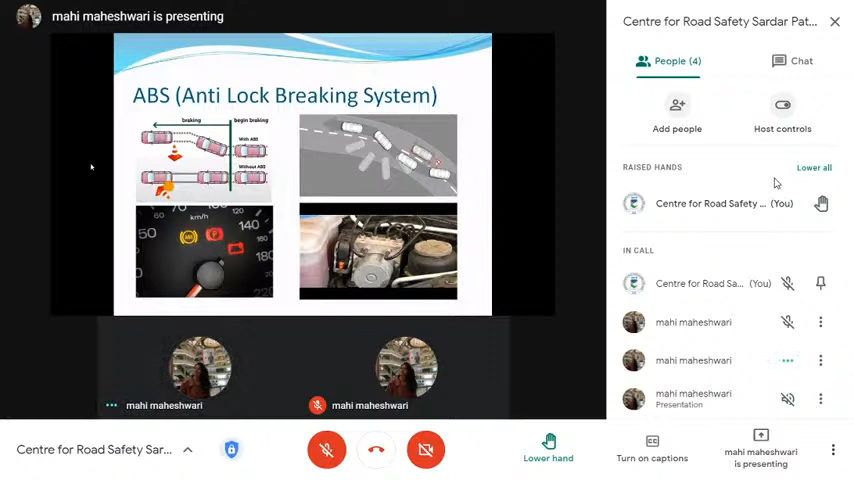 mahi maheshwari is presenting
ABS (Anti Lock Breaking System)
braking
begin braking
With ABS
Without ABS
50
60
70
km/h
120
140
160
180
200
220
ABS
P
mahi maheshwari
mahi maheshwari
Centre for Road Safety Sardar Pat...
People (4)
Chat
Add people
Host controls
RAISED HANDS
Lower all
Centre for Road Safety ... (You)
IN CALL
Centre for Road Sa... (You)
mahi maheshwari
mahi maheshwari
mahi maheshwari
Presentation
Centre for Road Safety Sar...
Lower hand
Turn on captions
mahi maheshwari
is presenting